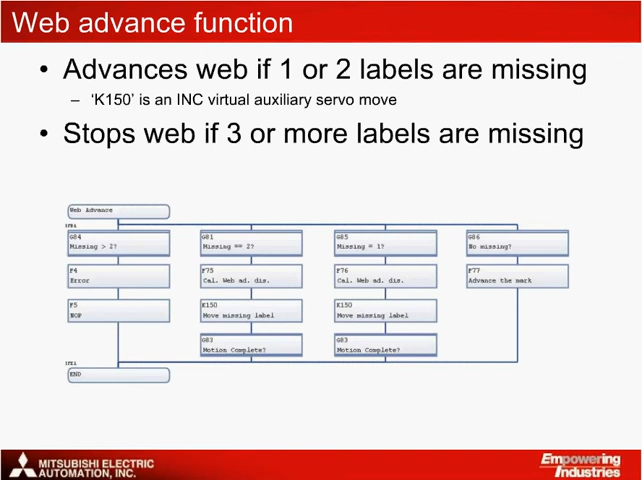 Web advance function
• Advances web if 1 or 2 labels are missing
– 'K150' is an INC virtual auxiliary servo move
• Stops web if 3 or more labels are missing
Web Advance
IFB1
G84
Missing > 2?
G81
Missing == 2?
G85
Missing = 1?
G86
No missing?
F4
Error
F75
Cal. Web ad. dis.
F76
Cal. Web ad. dis.
F77
Advance the mark
F5
NOP
K150
Move missing label
K150
Move missing label
G83
Motion Complete?
G83
Motion Complete?
IFE1
END
MITSUBISHI ELECTRIC
AUTOMATION, INC.
Empowering
Industries